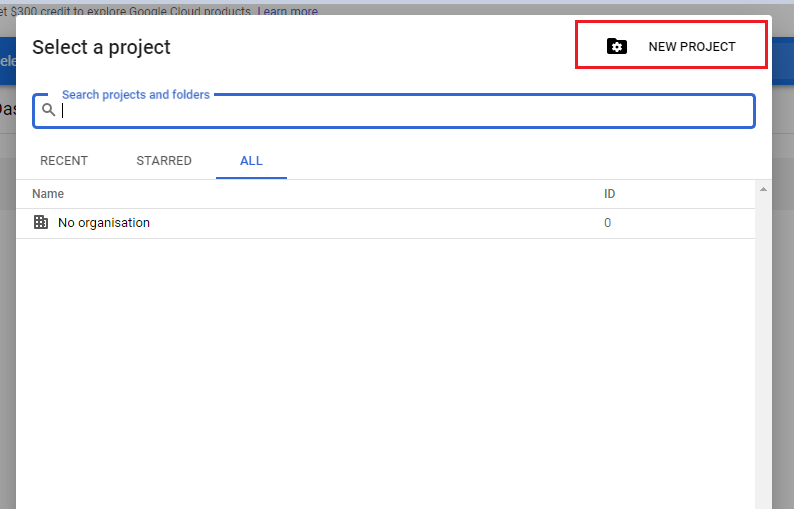 $300 credit to explore Google Cloud products. Learn more
Select a project
NEW PROJECT
Search projects and folders
RECENT STARRED ALL
Name ID
No organisation 0